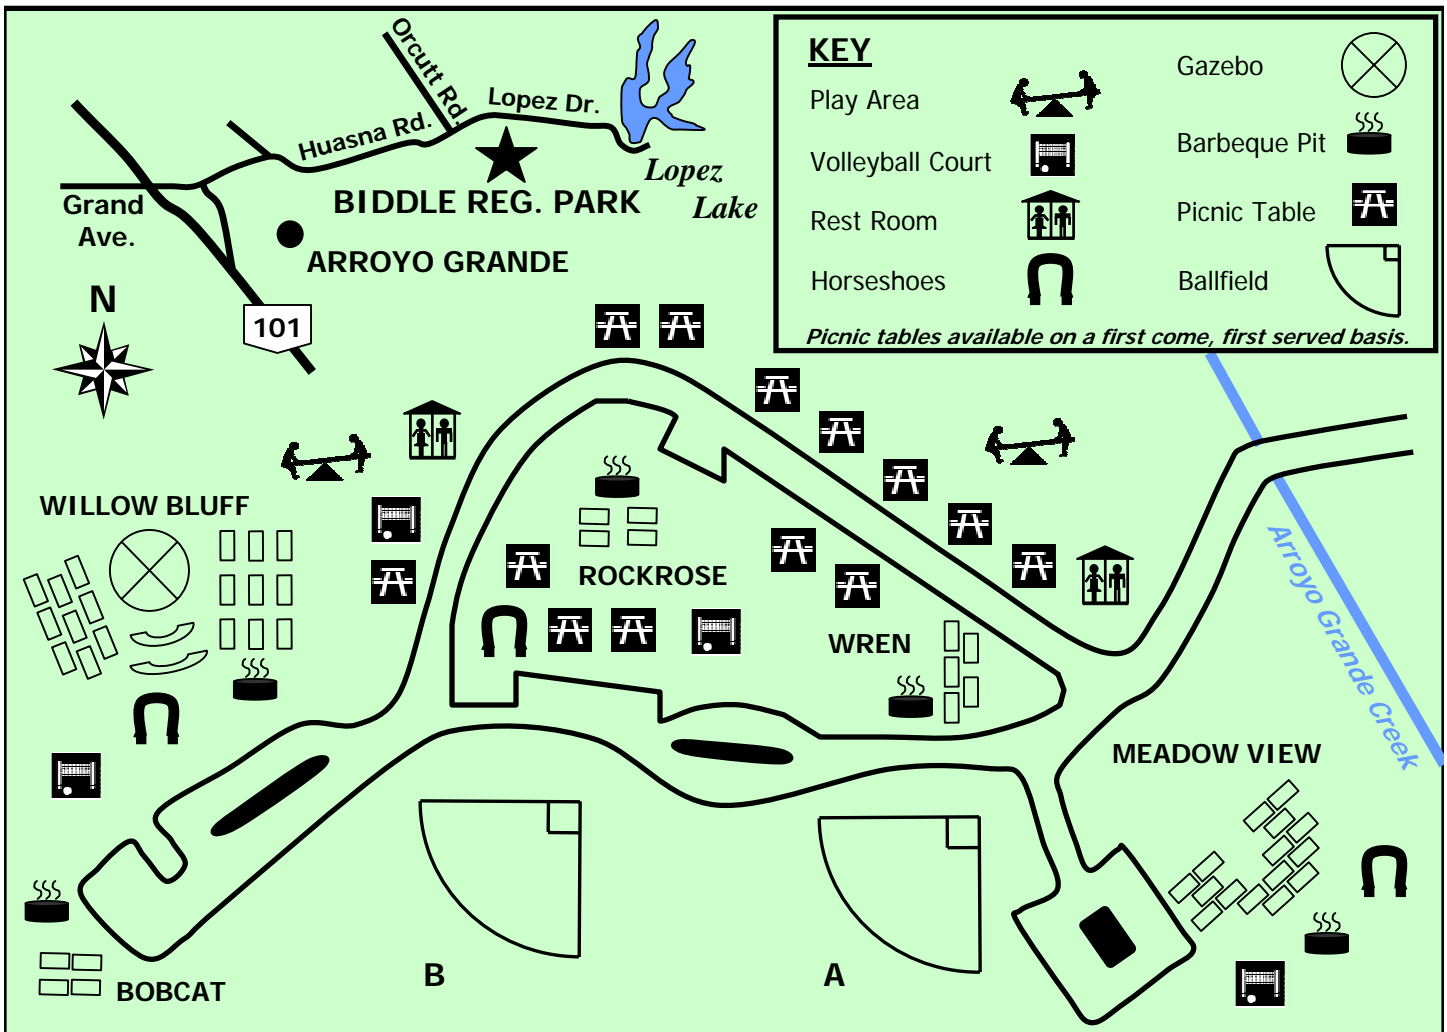 Orcutt Rd.
Lopez Dr.
Huasna Rd.
Lopez
Lake
BIDDLE REG. PARK
Grand
Ave.
ARROYO GRANDE
N
101
KEY
Play Area
Volleyball Court
Rest Room
Horseshoes
Gazebo
Barbeque Pit
Picnic Table
Ballfield
Picnic tables available on a first come, first served basis.
WILLOW BLUFF
ROCKROSE
WREN
Arroyo Grande Creek
MEADOW VIEW
B
A
BOBCAT